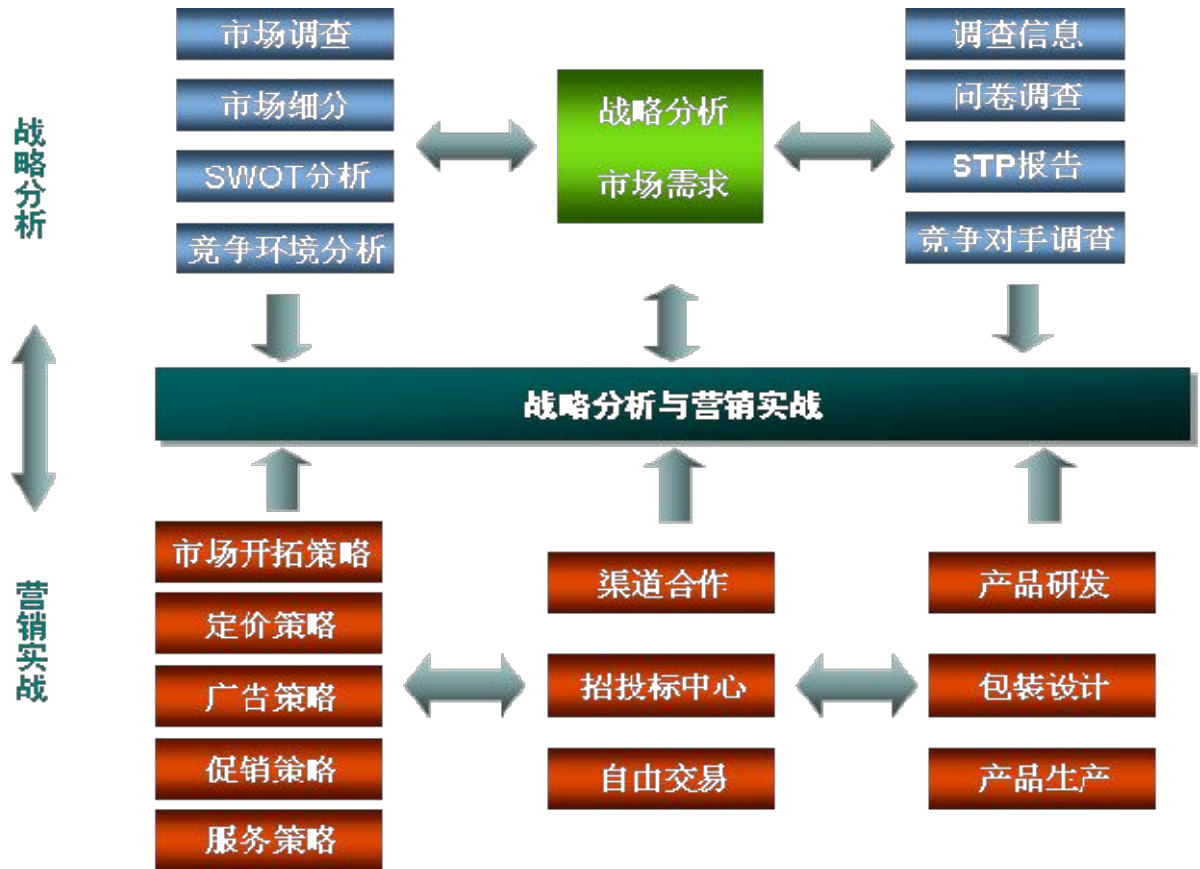 战略分析
市场调查
市场细分
SWOT分析
竞争环境分析
战略分析
市场需求
调查信息
问卷调查
STP报告
竞争对手调查
战略分析与营销实战
营销实战
市场开拓策略
定价策略
广告策略
促销策略
服务策略
渠道合作
招投标中心
自由交易
产品研发
包装设计
产品生产